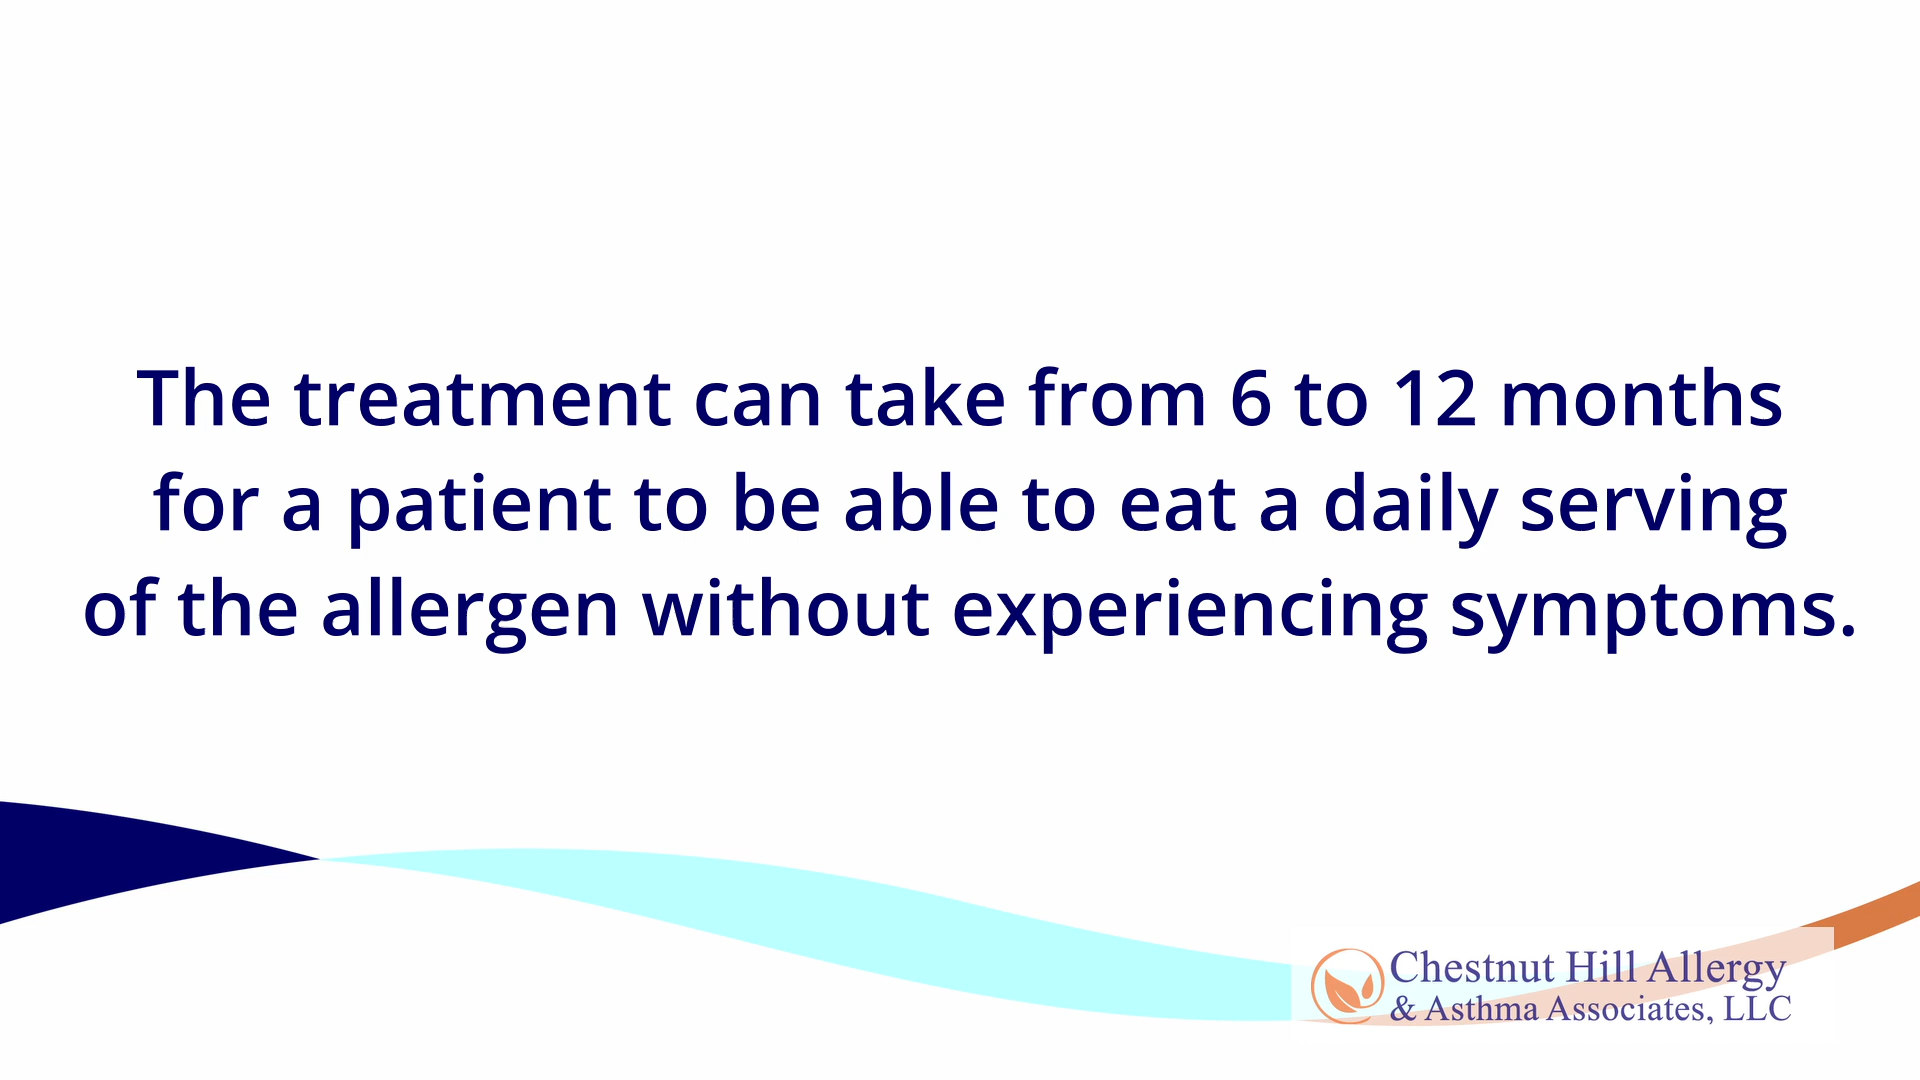 The treatment can take from 6 to 12 months
for a patient to be able to eat a daily serving
of the allergen without experiencing symptoms.
Chestnut Hill Allergy
& Asthma Associates, LLC